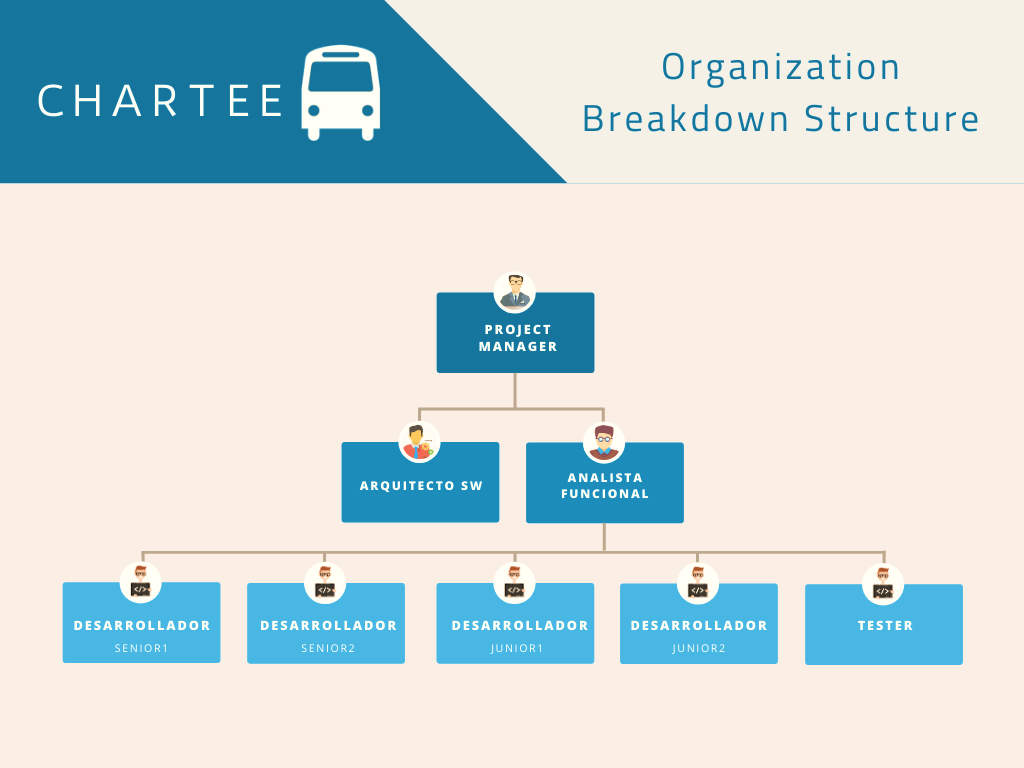 CHARTEE
Organization
Breakdown Structure
PROJECT
MANAGER
ARQUITECTO SW
ANALISTA
FUNCIONAL
DESARROLLADOR
SENIOR1
DESARROLLADOR
SENIOR2
DESARROLLADOR
JUNIOR1
DESARROLLADOR
JUNIOR2
TESTER